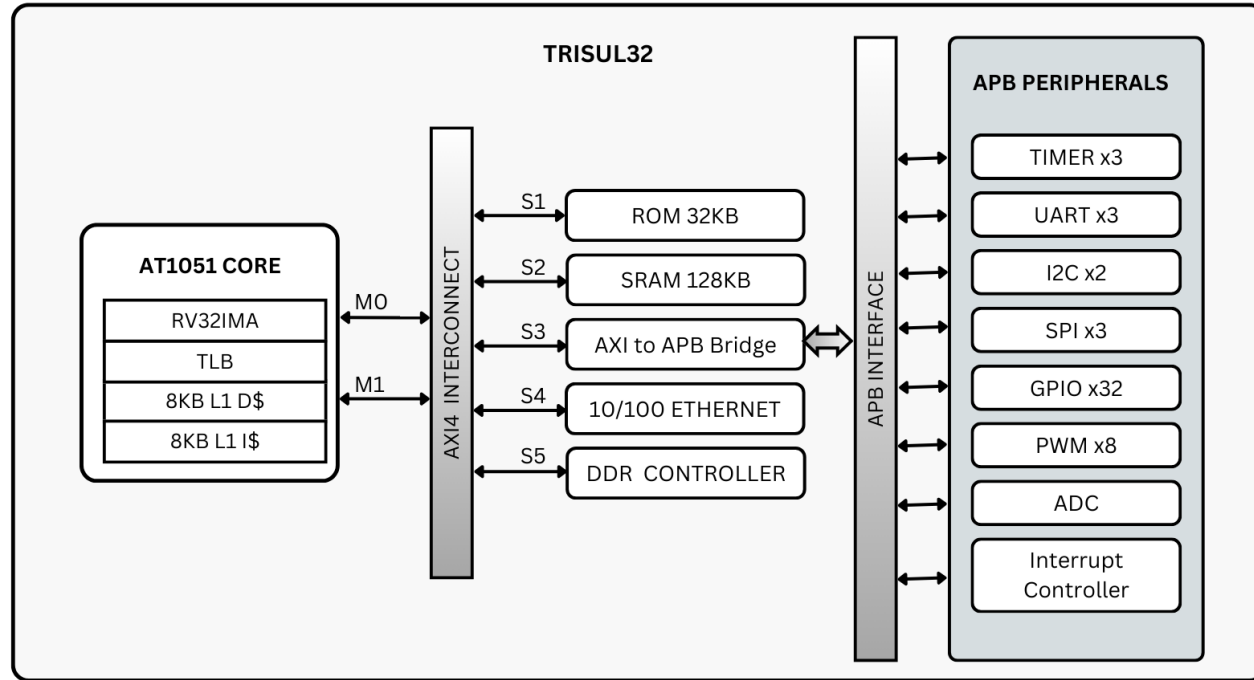 TRISUL32
AT1051 CORE
RV32IMA
TLB
8KB L1 D$
8KB L1 I$
M0
M1
AXI4 INTERCONNECT
S1
ROM 32KB
S2
SRAM 128KB
S3
AXI to APB Bridge
S4
10/100 ETHERNET
S5
DDR CONTROLLER
APB INTERFACE
APB PERIPHERALS
TIMER x3
UART x3
I2C x2
SPI x3
GPIO x32
PWM x8
ADC
Interrupt
Controller